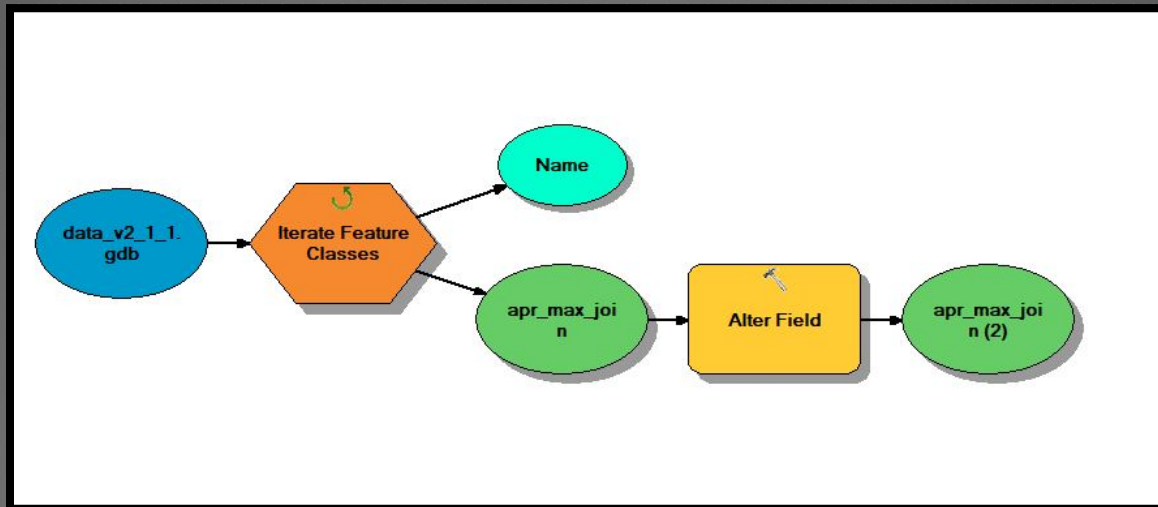 Name
data_v2_1_1.
gdb
Iterate Feature
Classes
apr_max_joi
n
Alter Field
apr_max_joi
n (2)